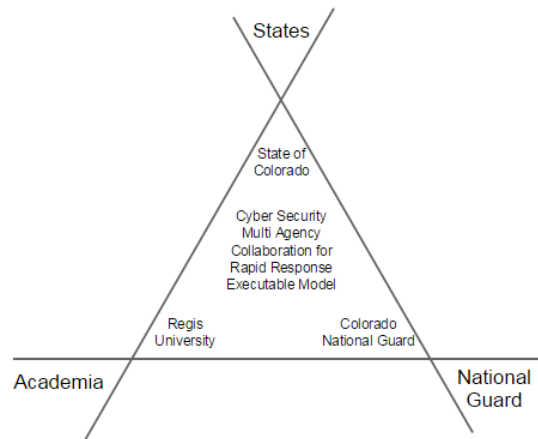 States
State of
Colorado
Cyber Security
Multi Agency
Collaboration for
Rapid Response
Executable Model
Regis
University
Colorado
National Guard
Academia
National
Guard